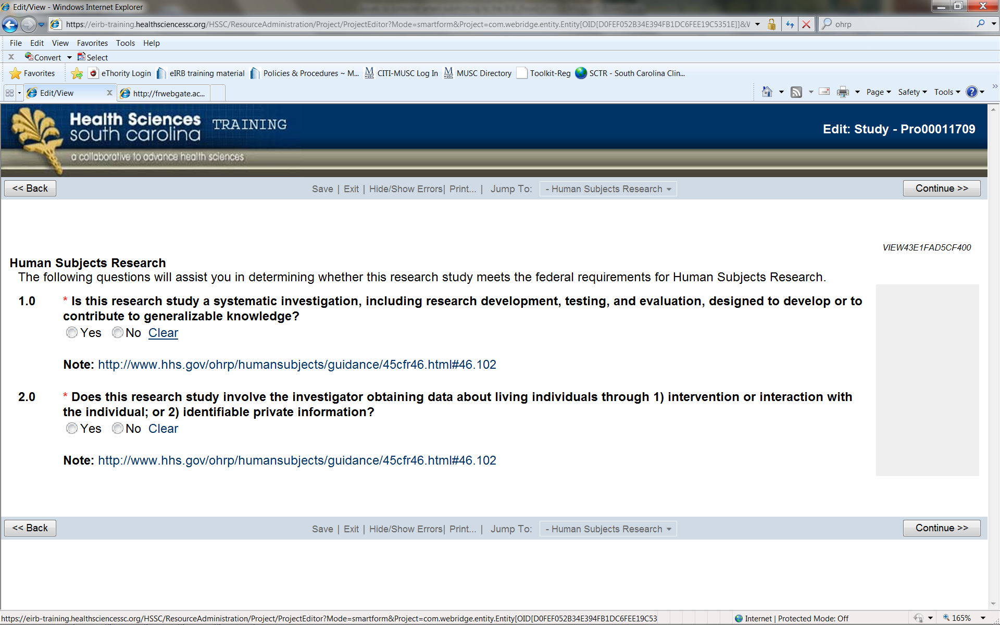 Edit/View - Windows Internet Explorer
https://eirb-training.healthsciencessc.org/HSSC/ResourceAdministration/Project/ProjectEditor?Mode=smartform&Project=com.webridge.entity.Entity[OID[D0FEF052B34E394FB1DC6FEE19C5351E]]&V
ohrp
File Edit View Favorites Tools Help
x Convert Select
Favorites eThority Login eIRB training material Policies & Procedures ~ M... CITI-MUSC Log In MUSC Directory Toolkit-Reg SCTR - South Carolina Clin...
Edit/View x http://frwebgate.ac... Page Safety Tools
Health Sciences
south carolina
TRAINING
a collaborative to advance health sciences
Edit: Study - Pro00011709
<< Back Save | Exit | Hide/Show Errors| Print... | Jump To: - Human Subjects Research Continue >>
VIEW43E1FAD5CF400
Human Subjects Research
The following questions will assist you in determining whether this research study meets the federal requirements for Human Subjects Research.
1.0 * Is this research study a systematic investigation, including research development, testing, and evaluation, designed to develop or to
contribute to generalizable knowledge?
Yes No Clear
Note: http://www.hhs.gov/ohrp/humansubjects/guidance/45cfr46.html#46.102
2.0 * Does this research study involve the investigator obtaining data about living individuals through 1) intervention or interaction with
the individual; or 2) identifiable private information?
Yes No Clear
Note: http://www.hhs.gov/ohrp/humansubjects/guidance/45cfr46.html#46.102
<< Back Save | Exit | Hide/Show Errors| Print... | Jump To: - Human Subjects Research Continue >>
https://eirb-training.healthsciencessc.org/HSSC/ResourceAdministration/Project/ProjectEditor?Mode=smartform&Project=com.webridge.entity.Entity[OID[D0FEF052B34E394FB1DC6FEE19C53 Internet | Protected Mode: Off 165%